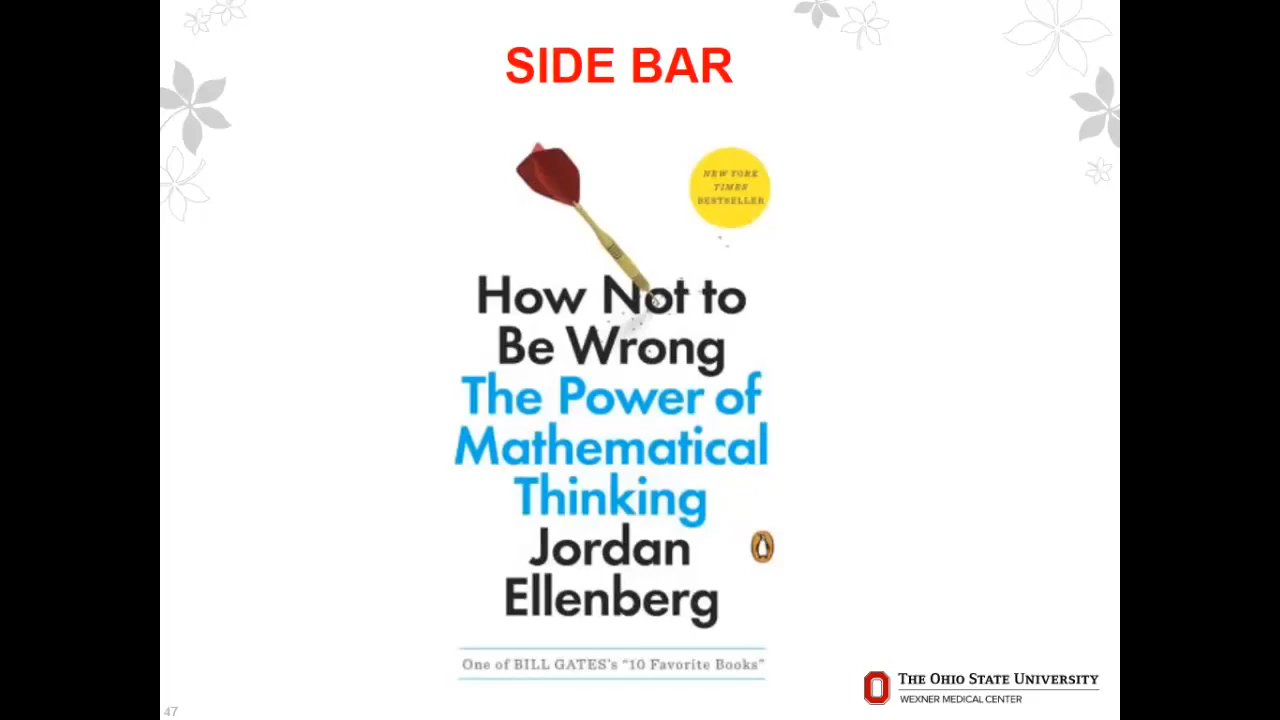 SIDE BAR
NEW YORK
TIMES
BESTSELLER
How Not to
Be Wrong
The Power of
Mathematical
Thinking
Jordan
Ellenberg
One of BILL GATES's "10 Favorite Books"
THE OHIO STATE UNIVERSITY
WEXNER MEDICAL CENTER
47